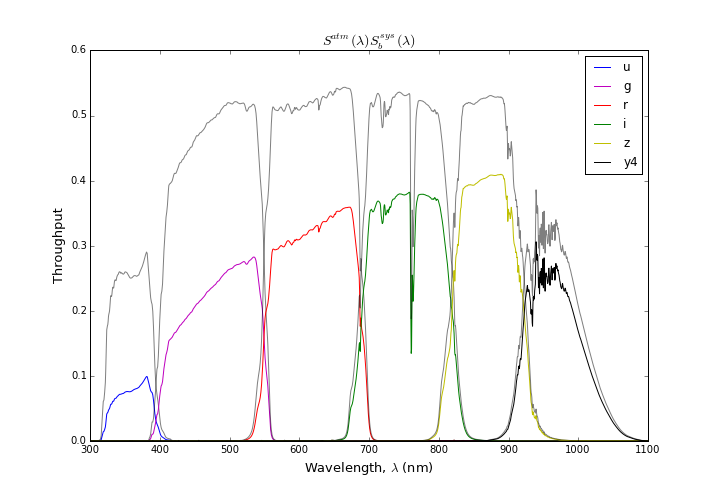 S^{atm}(λ)S_b^{sys}(λ)
0.6
0.5
0.4
0.3
0.2
0.1
0.0
Throughput
300 400 500 600 700 800 900 1000 1100
Wavelength, λ (nm)
u
g
r
i
z
y4